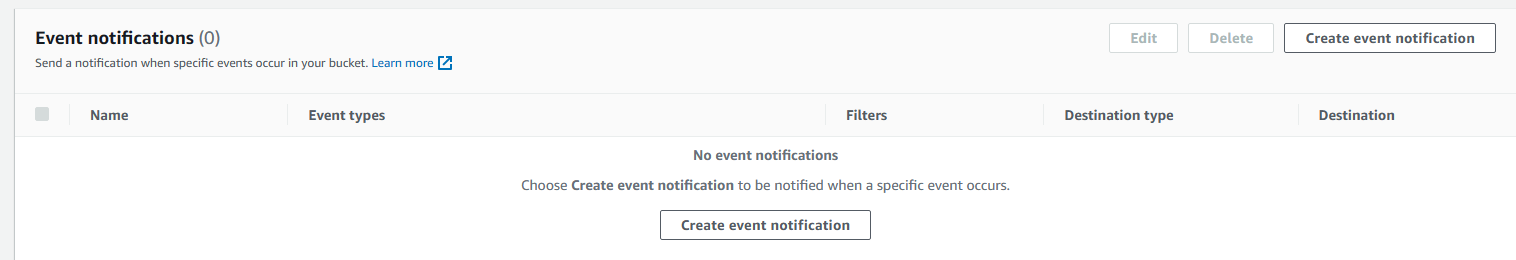 Event notifications (0)
Edit
Delete
Create event notification
Send a notification when specific events occur in your bucket. Learn more
Name
Event types
Filters
Destination type
Destination
No event notifications
Choose Create event notification to be notified when a specific event occurs.
Create event notification